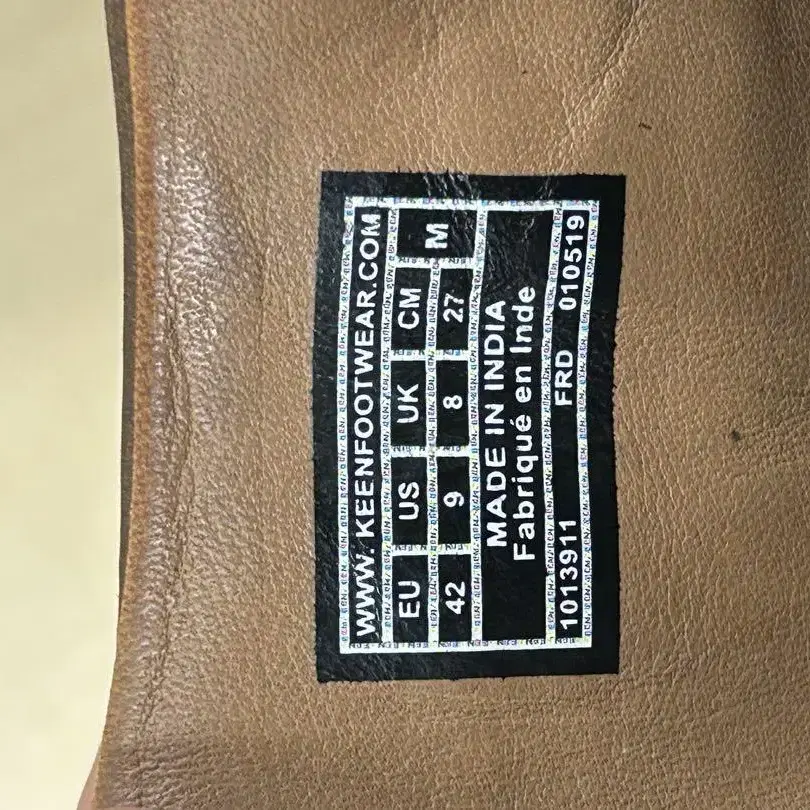 WWW.KEENFOOTWEAR.COM
EU US UK CM M
42 9 8 27
MADE IN INDIA
Fabriqué en Inde
1013911 FRD 010519